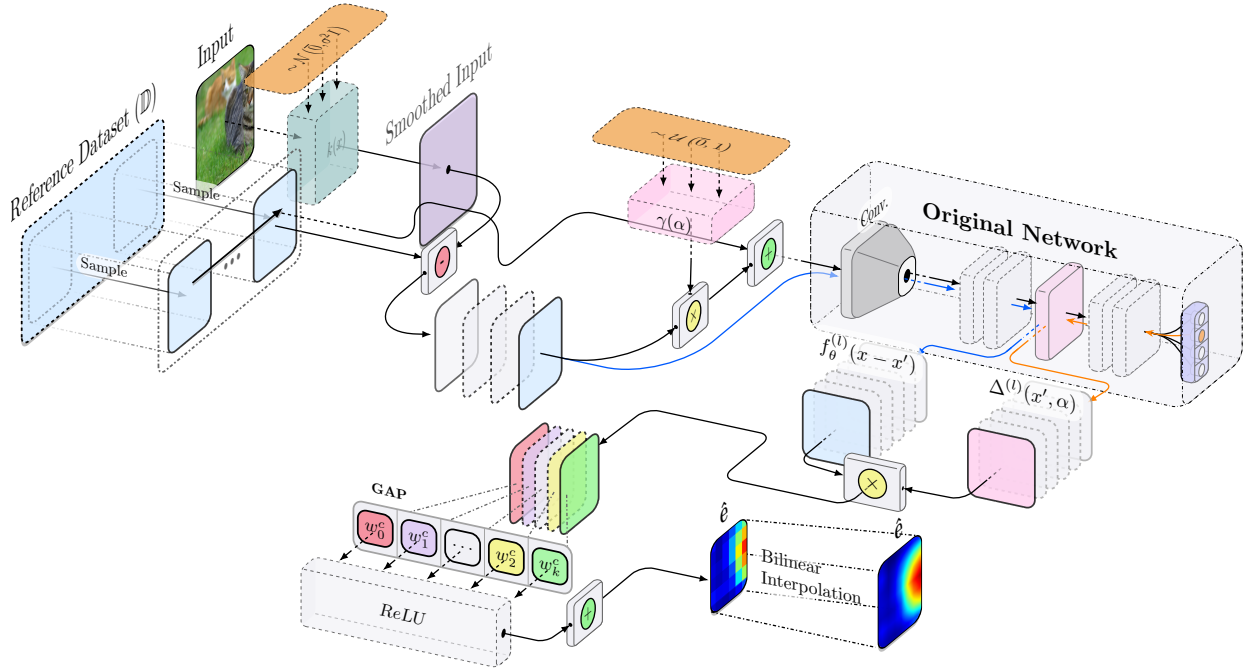 Reference Dataset (𝔻)
Input
∼ N(0̄, σ²I)
k(x)
Smoothed Input
Sample
Sample
-
∼ U(0̄, 1)
γ(α)
×
+
Conv.
Original Network
f_θ^(l)(x − x′)
Δ^(l)(x′, α)
×
GAP
w_0^c
w_1^c
...
w_2^c
w_k^c
ReLU
+
ê
ê
Bilinear
Interpolation